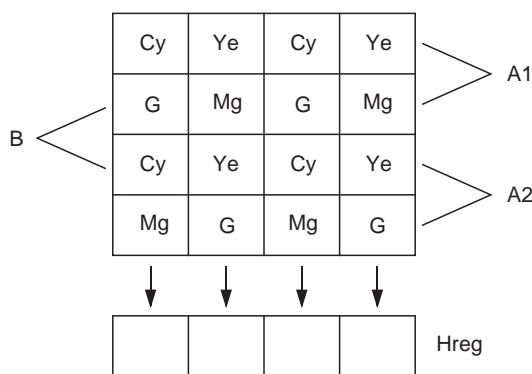 Cy Ye Cy Ye
A1
G Mg G Mg
B
Cy Ye Cy Ye
A2
Mg G Mg G
Hreg